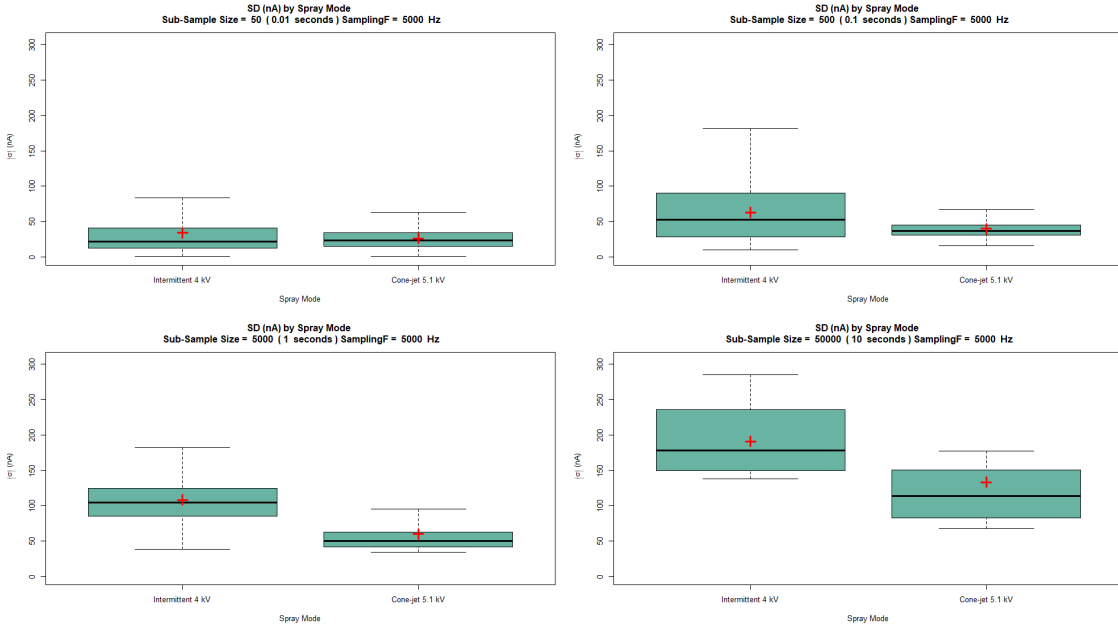 SD (nA) by Spray Mode
Sub-Sample Size = 50 ( 0.01 seconds ) SamplingF = 5000 Hz
300
250
200
150
100
50
0
|σ| (nA)
Intermittent 4 kV
Cone-jet 5.1 kV
Spray Mode
SD (nA) by Spray Mode
Sub-Sample Size = 500 ( 0.1 seconds ) SamplingF = 5000 Hz
300
250
200
150
100
50
0
|σ| (nA)
Intermittent 4 kV
Cone-jet 5.1 kV
Spray Mode
SD (nA) by Spray Mode
Sub-Sample Size = 5000 ( 1 seconds ) SamplingF = 5000 Hz
300
250
200
150
100
50
0
|σ| (nA)
Intermittent 4 kV
Cone-jet 5.1 kV
Spray Mode
SD (nA) by Spray Mode
Sub-Sample Size = 50000 ( 10 seconds ) SamplingF = 5000 Hz
300
250
200
150
100
50
0
|σ| (nA)
Intermittent 4 kV
Cone-jet 5.1 kV
Spray Mode